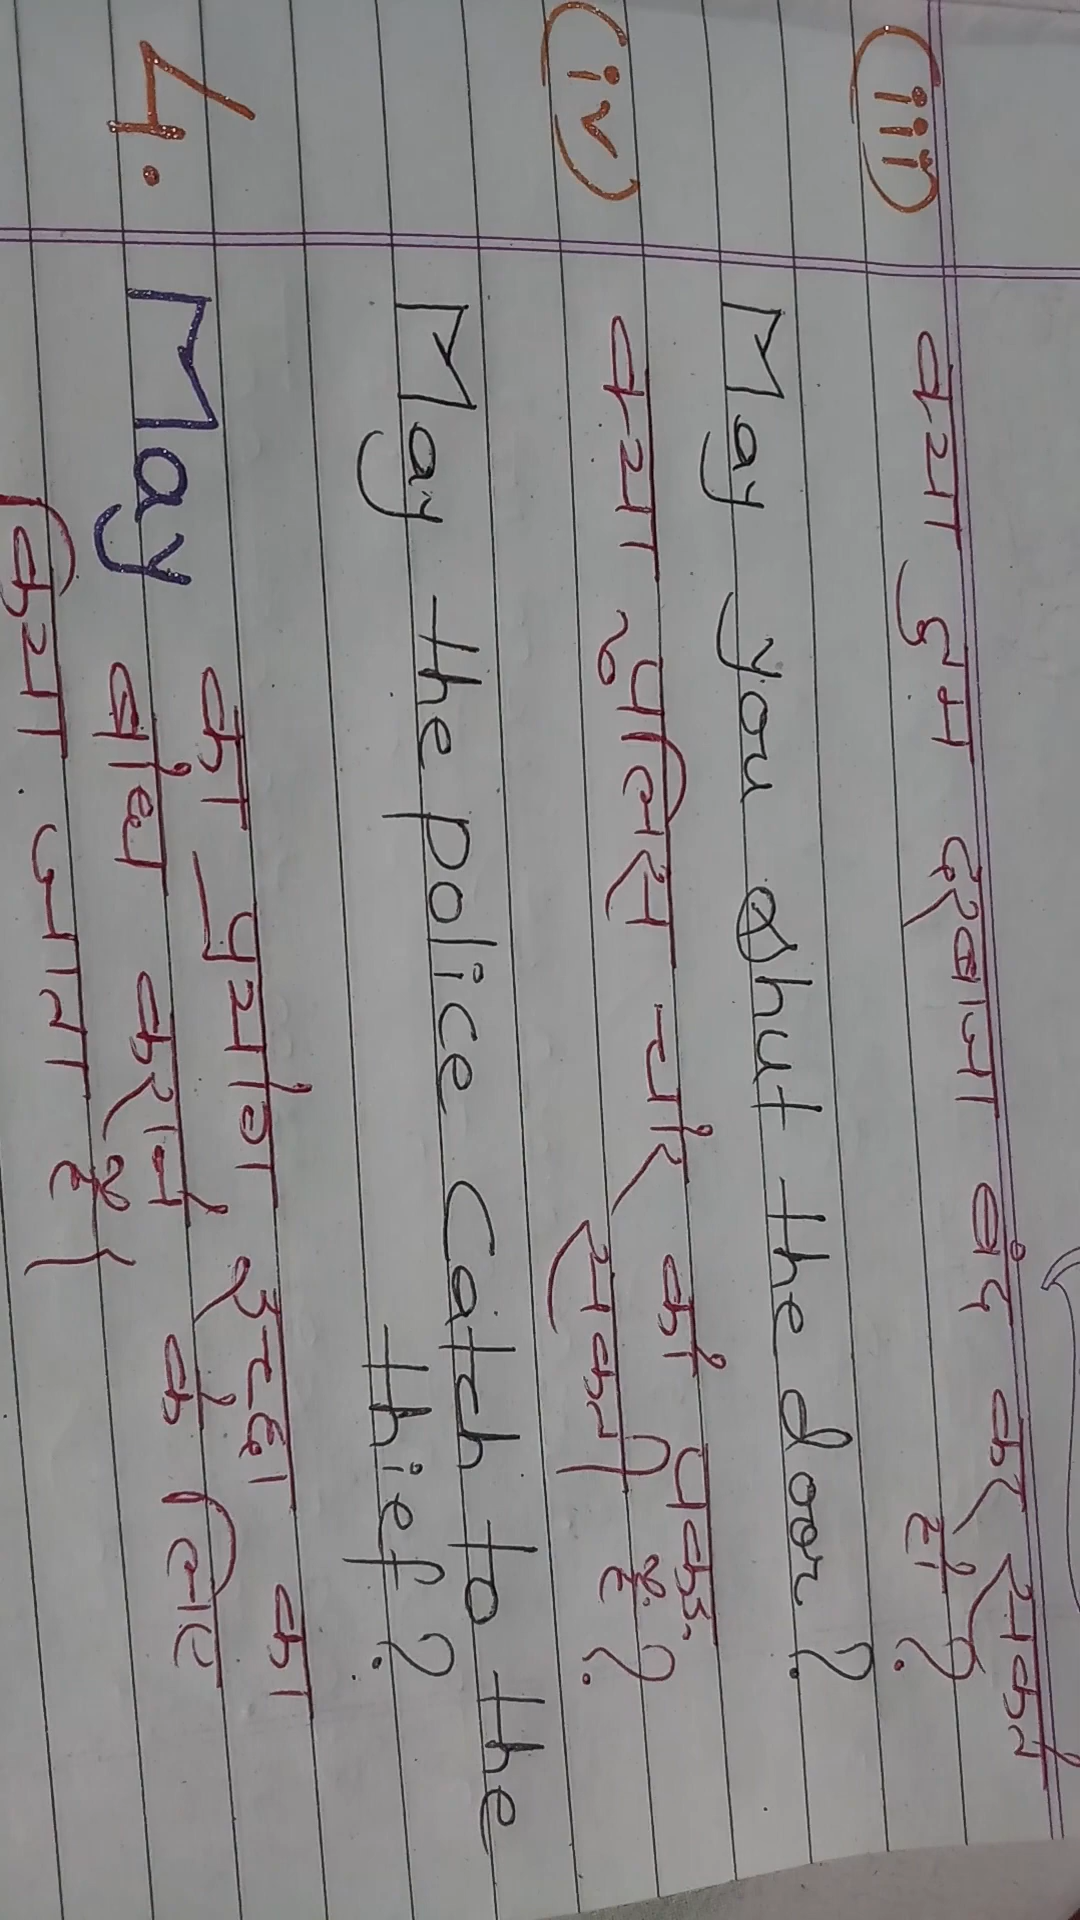 (iii) क्या तुम दरवाजा बंद कर सकते
हो ?
May you shut the door ?
(iv) क्या पुलिस चोर को पकड़
सकती है ?
May the police catch to the
thief ?
4. May का प्रयोग इच्छा का
बोध कराने के लिए
किया जाता है।